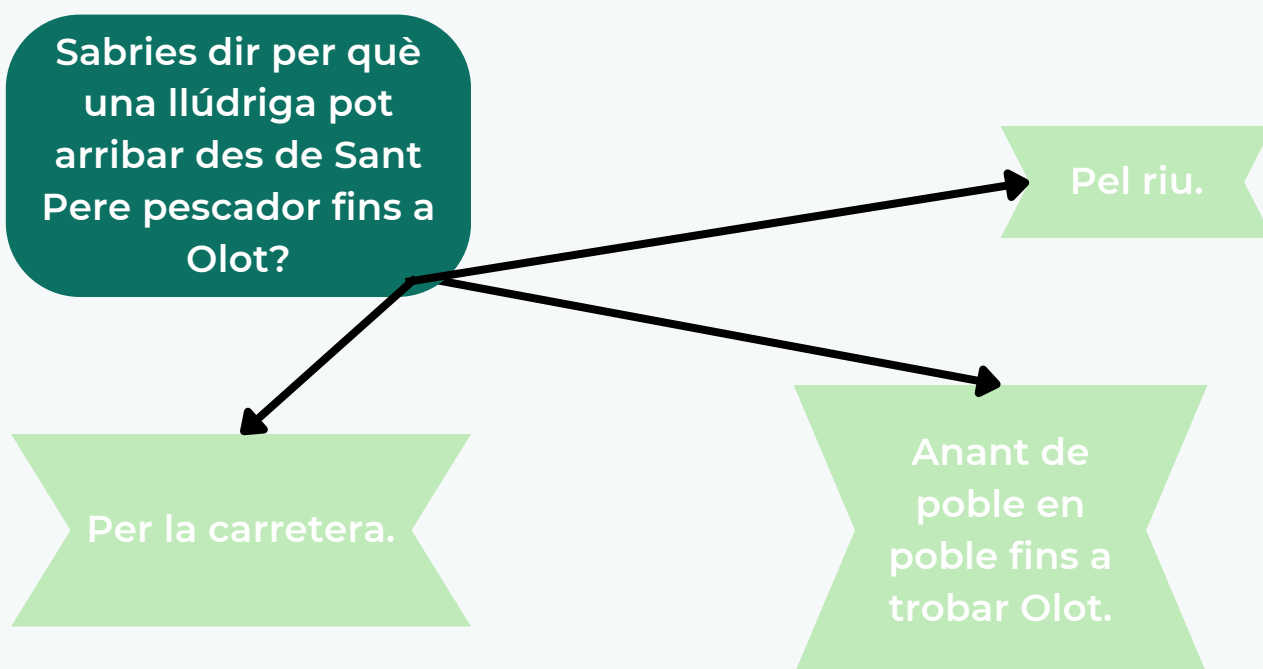 Sabries dir per què
una llúdriga pot
arribar des de Sant
Pere pescador fins a
Olot?
Pel riu.
Per la carretera.
Anant de
poble en
poble fins a
trobar Olot.